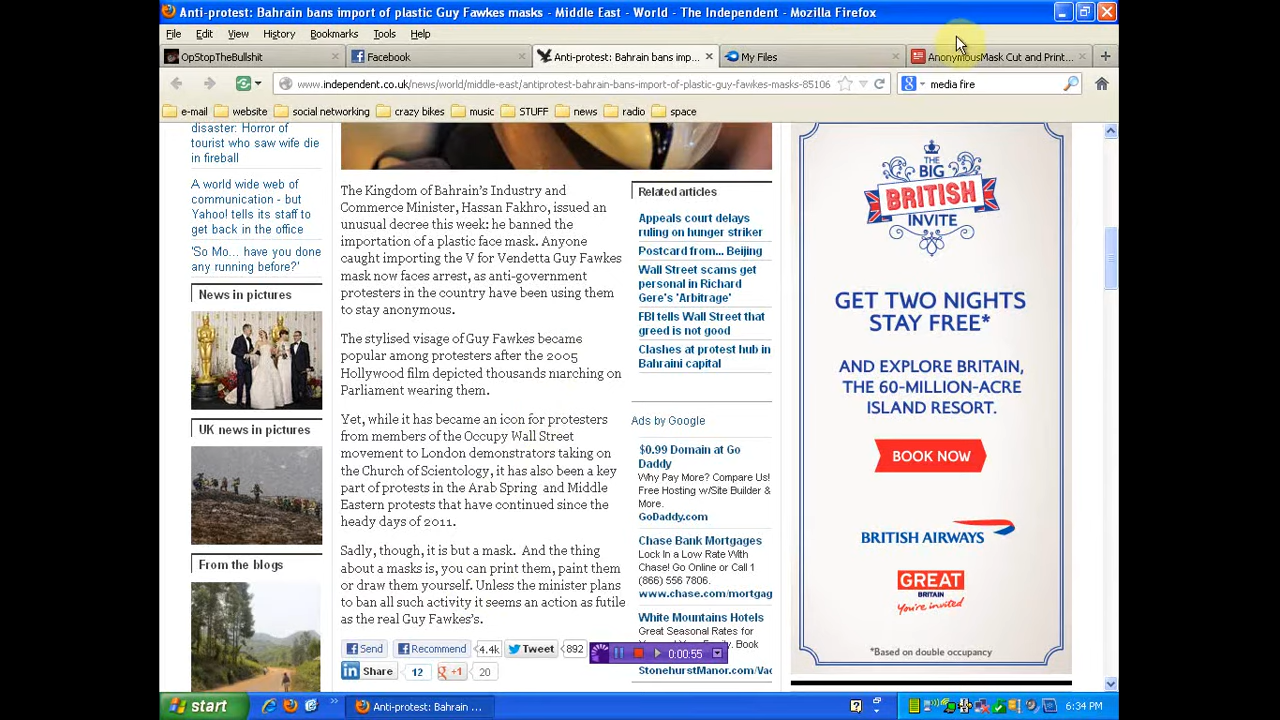 Anti-protest: Bahrain bans import of plastic Guy Fawkes masks - Middle East - World - The Independent - Mozilla Firefox
File Edit View History Bookmarks Tools Help
OpStopTheBullshit
Facebook
Anti-protest: Bahrain bans imp...
My Files
AnonymousMask Cut and Print...
www.independent.co.uk/news/world/middle-east/antiprotest-bahrain-bans-import-of-plastic-guy-fawkes-masks-85106
media fire
e-mail website social networking crazy bikes music STUFF news radio space
disaster: Horror of
tourist who saw wife die
in fireball
A world wide web of
communication - but
Yahoo! tells its staff to
get back in the office
'So Mo... have you done
any running before?'
News in pictures
UK news in pictures
From the blogs
The Kingdom of Bahrain's Industry and
Commerce Minister, Hassan Fakhro, issued an
unusual decree this week: he banned the
importation of a plastic face mask. Anyone
caught importing the V for Vendetta Guy Fawkes
mask now faces arrest, as anti-government
protesters in the country have been using them
to stay anonymous.
The stylised visage of Guy Fawkes became
popular among protesters after the 2005
Hollywood film depicted thousands marching on
Parliament wearing them.
Yet, while it has became an icon for protesters
from members of the Occupy Wall Street
movement to London demonstrators taking on
the Church of Scientology, it has also been a key
part of protests in the Arab Spring and Middle
Eastern protests that have continued since the
heady days of 2011.
Sadly, though, it is but a mask. And the thing
about a masks is, you can print them, paint them
or draw them yourself. Unless the minister plans
to ban all such activity it seems an action as futile
as the real Guy Fawkes's.
Send Recommend 4.4k Tweet 892
Share 12 +1 20
Related articles
Appeals court delays
ruling on hunger striker
Postcard from... Beijing
Wall Street scams get
personal in Richard
Gere's 'Arbitrage'
FBI tells Wall Street that
greed is not good
Clashes at protest hub in
Bahraini capital
Ads by Google
$0.99 Domain at Go
Daddy
Why Pay More? Compare Us!
Free Hosting w/Site Builder &
More.
GoDaddy.com
Chase Bank Mortgages
Lock In a Low Rate With
Chase! Go Online or Call 1
(866) 556 7806.
www.chase.com/mortgag
White Mountains Hotels
Great Seasonal Rates for
Book
0:00:55
StonehurstManor.com/Vac
THE
BIG
BRITISH
INVITE
GET TWO NIGHTS
STAY FREE*
AND EXPLORE BRITAIN,
THE 60-MILLION-ACRE
ISLAND RESORT.
BOOK NOW
BRITISH AIRWAYS
GREAT
BRITAIN
You're invited
*Based on double occupancy
start
Anti-protest: Bahrain ...
6:34 PM